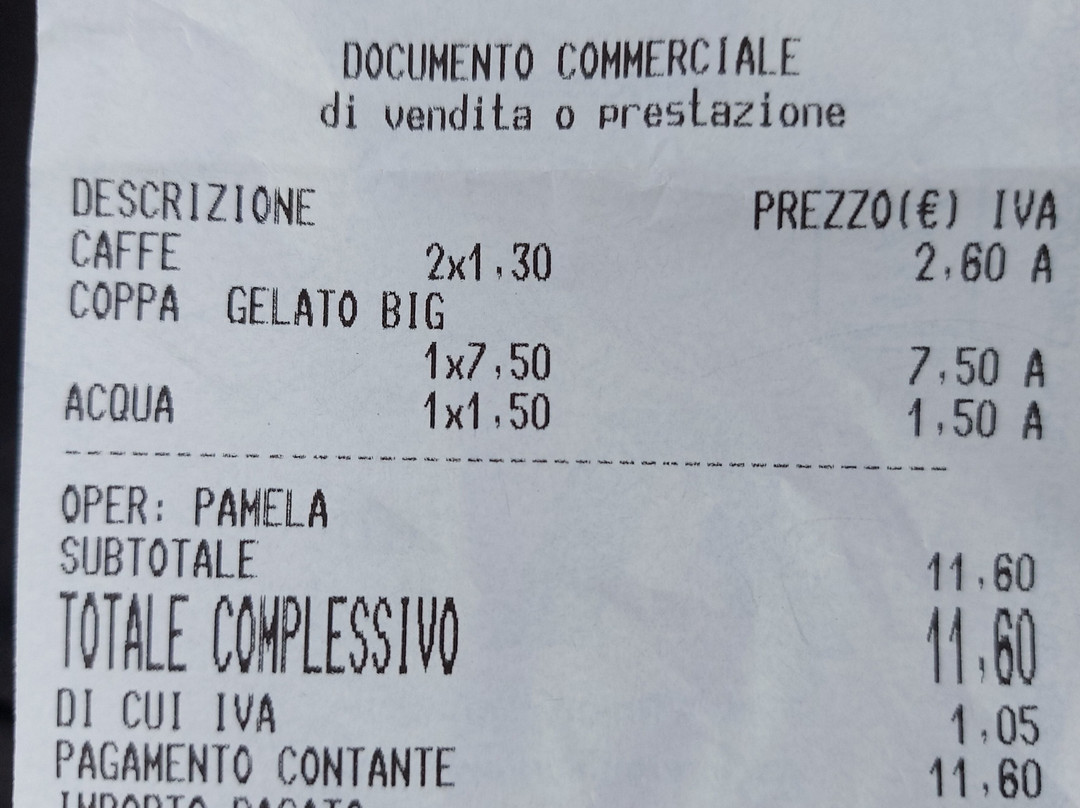 DOCUMENTO COMMERCIALE
di vendita o prestazione
DESCRIZIONE PREZZO(€) IVA
CAFFE 2x1,30 2,60 A
COPPA GELATO BIG
1x7,50 7,50 A
ACQUA 1x1,50 1,50 A
OPER: PAMELA
SUBTOTALE 11,60
TOTALE COMPLESSIVO 11,60
DI CUI IVA 1,05
PAGAMENTO CONTANTE 11,60
IMPORTO PAGATO